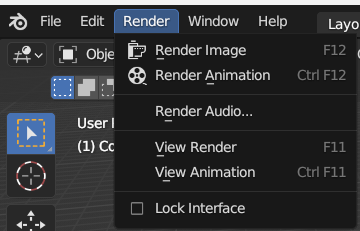 File Edit Render Window Help Layo
Obje
Render Image F12
Render Animation Ctrl F12
Render Audio...
User
(1) Co
View Render F11
View Animation Ctrl F11
Lock Interface